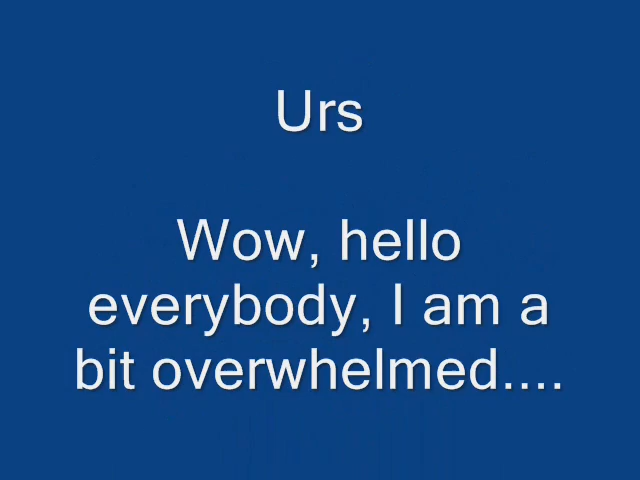 Urs
Wow, hello
everybody, I am a
bit overwhelmed....